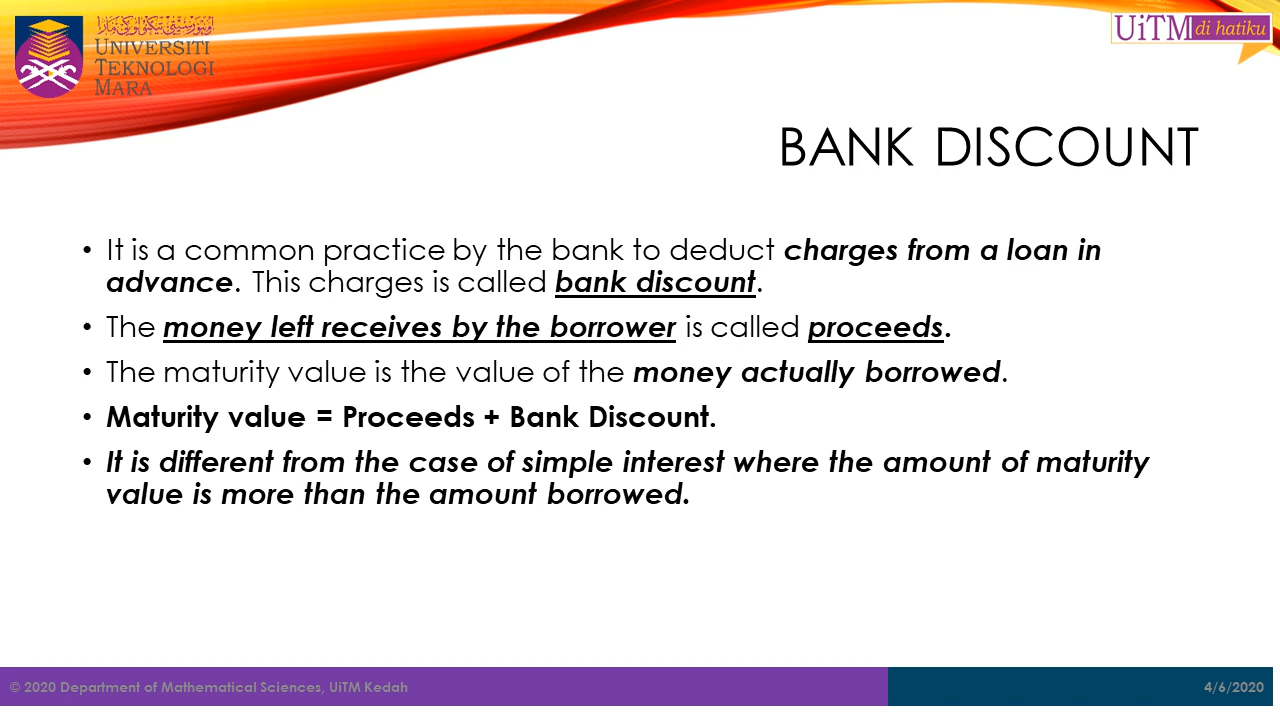 اونيۏرسيتي تيكنولوڬي مارا
UNIVERSITI
TEKNOLOGI
MARA
UiTM di hatiku
BANK DISCOUNT
• It is a common practice by the bank to deduct charges from a loan in
advance. This charges is called bank discount.
• The money left receives by the borrower is called proceeds.
• The maturity value is the value of the money actually borrowed.
• Maturity value = Proceeds + Bank Discount.
• It is different from the case of simple interest where the amount of maturity
value is more than the amount borrowed.
© 2020 Department of Mathematical Sciences, UiTM Kedah
4/6/2020